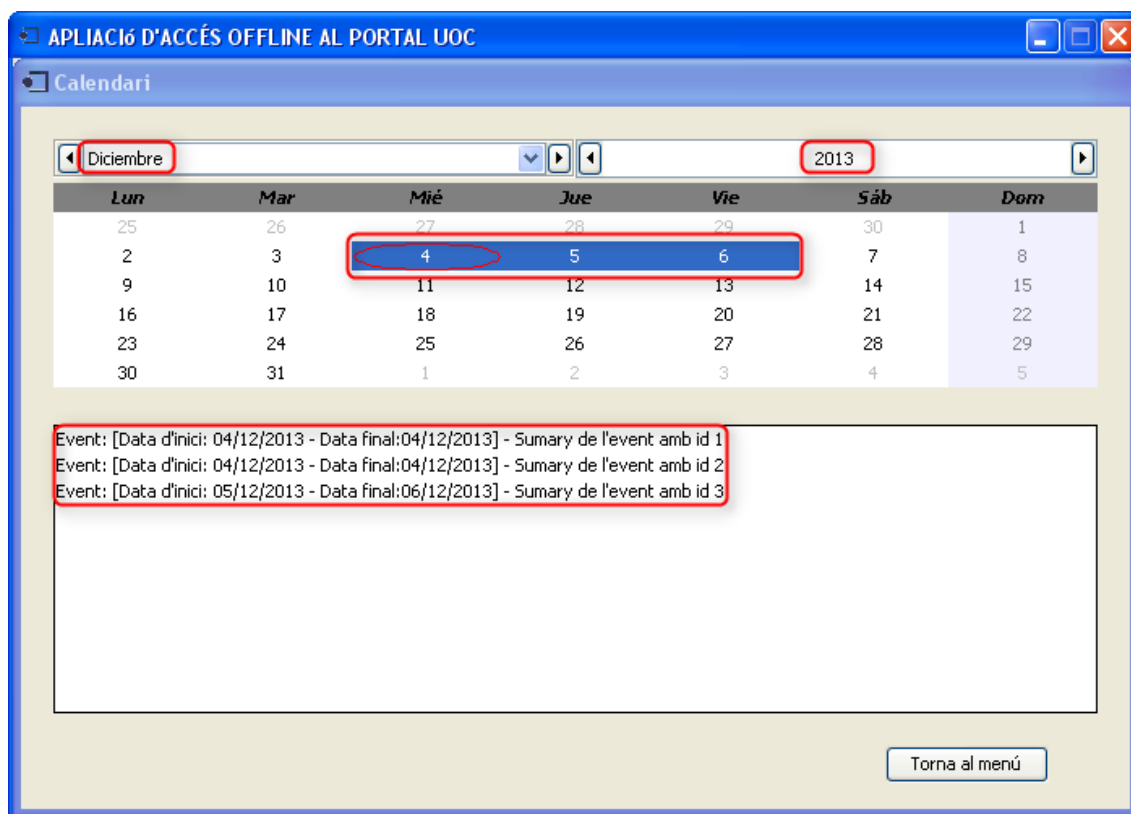 APLIACIó D'ACCÉS OFFLINE AL PORTAL UOC
Calendari
Diciembre 2013
Lun Mar Mié Jue Vie Sáb Dom
25 26 27 28 29 30 1
2 3 4 5 6 7 8
9 10 11 12 13 14 15
16 17 18 19 20 21 22
23 24 25 26 27 28 29
30 31 1 2 3 4 5
Event: [Data d'inici: 04/12/2013 - Data final:04/12/2013] - Sumary de l'event amb id 1
Event: [Data d'inici: 04/12/2013 - Data final:04/12/2013] - Sumary de l'event amb id 2
Event: [Data d'inici: 05/12/2013 - Data final:06/12/2013] - Sumary de l'event amb id 3
Torna al menú